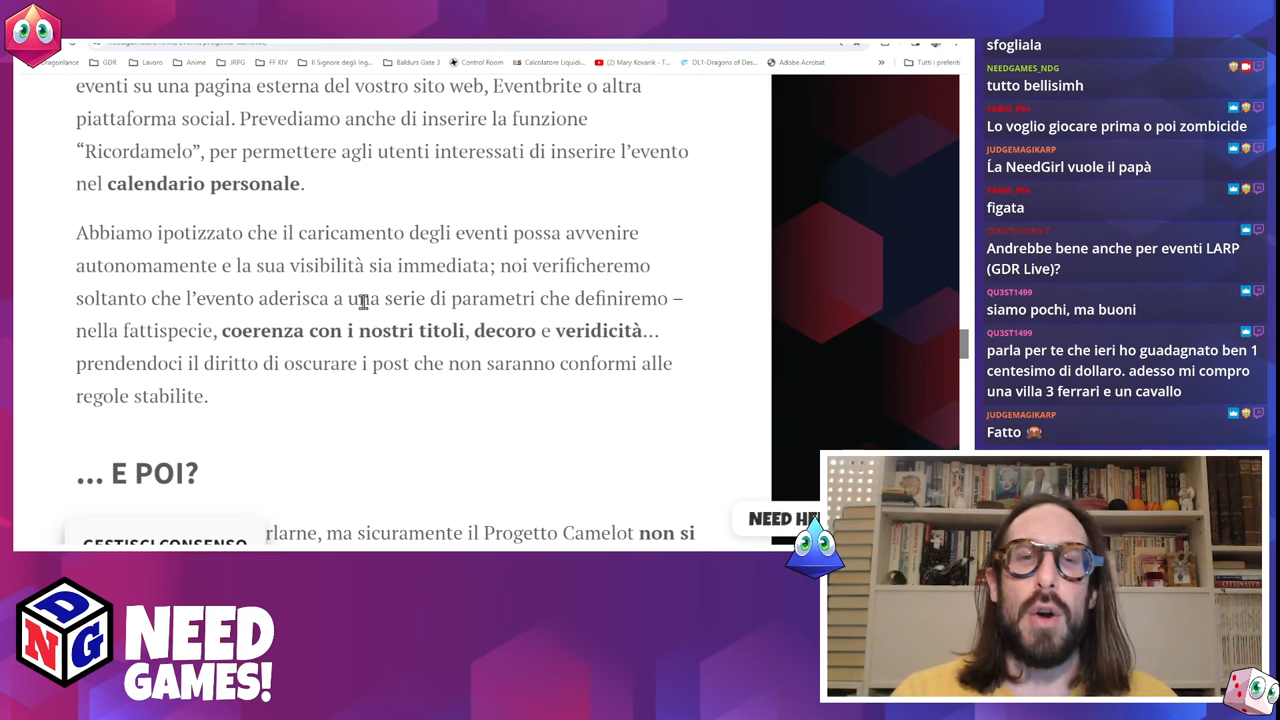 Dragonlance
GDR
Lavoro
Anime
JRPG
FF XIV
Il Signore degli Ing...
Baldurs Gate 3
Control Room
Calcolatore Liquidi...
(2) Mary Kovarik - T...
DL1-Dragons of Des...
Adobe Acrobat
»
Tutti i preferiti
eventi su una pagina esterna del vostro sito web, Eventbrite o altra
piattaforma social. Prevediamo anche di inserire la funzione
“Ricordamelo”, per permettere agli utenti interessati di inserire l’evento
nel calendario personale.
Abbiamo ipotizzato che il caricamento degli eventi possa avvenire
autonomamente e la sua visibilità sia immediata; noi verificheremo
soltanto che l’evento aderisca a una serie di parametri che definiremo –
nella fattispecie, coerenza con i nostri titoli, decoro e veridicità…
prendendoci il diritto di oscurare i post che non saranno conformi alle
regole stabilite.
… E POI?
rlarne, ma sicuramente il Progetto Camelot non si
GESTISCI CONSENSO
NEED HE
sfogliala
NEEDGAMES_NDG
tutto bellisimh
Lo voglio giocare prima o poi zombicide
JUDGEMAGIKARP
Ĺa NeedGirl vuole il papà
figata
Andrebbe bene anche per eventi LARP
(GDR Live)?
QU3ST1499
siamo pochi, ma buoni
QU3ST1499
parla per te che ieri ho guadagnato ben 1
centesimo di dollaro. adesso mi compro
una villa 3 ferrari e un cavallo
JUDGEMAGIKARP
Fatto
D
N G
NEED
GAMES!